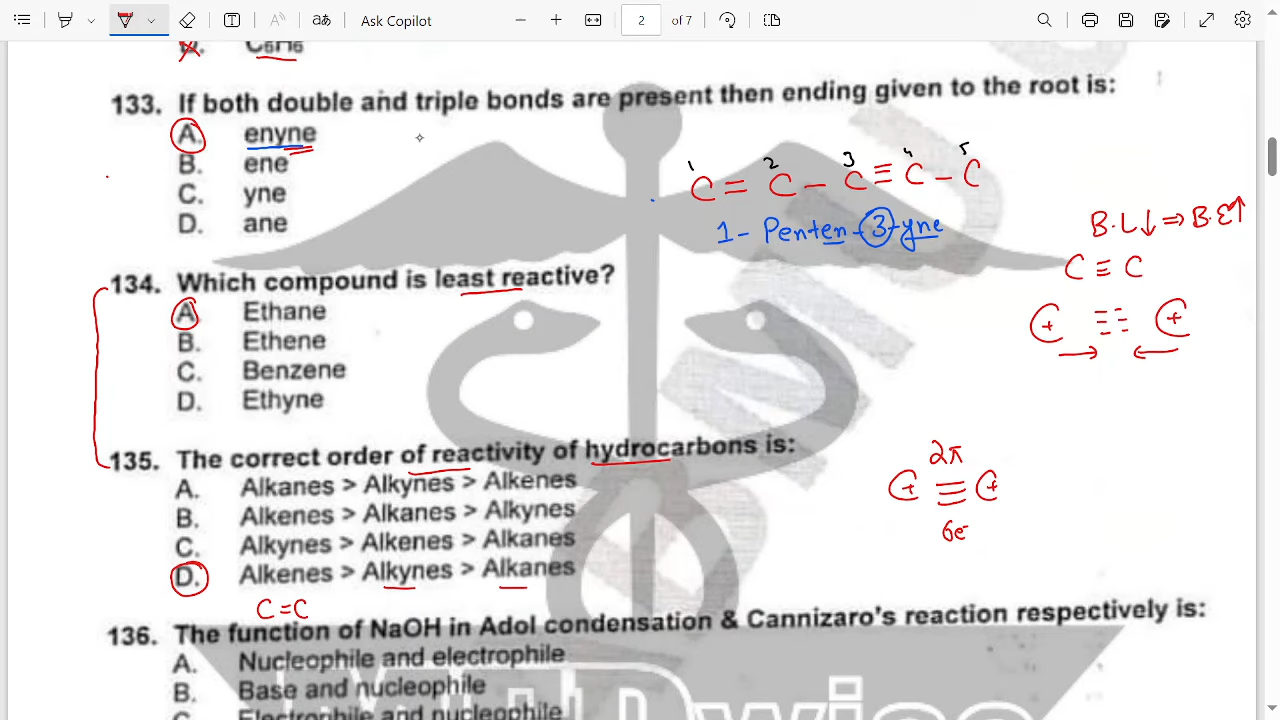 Ask Copilot
2
of 7
D. C6H6
133. If both double and triple bonds are present then ending given to the root is:
A. enyne
B. ene
C. yne
D. ane
1 2 3 4 5
C = C - C ≡ C - C
1 - Penten-3-yne
B.L↓ ⇒ B.E↑
C ≡ C
134. Which compound is least reactive?
A. Ethane
B. Ethene
C. Benzene
D. Ethyne
135. The correct order of reactivity of hydrocarbons is:
A. Alkanes > Alkynes > Alkenes
B. Alkenes > Alkanes > Alkynes
C. Alkynes > Alkenes > Alkanes
D. Alkenes > Alkynes > Alkanes
C=C
2π
6e-
136. The function of NaOH in Adol condensation & Cannizaro's reaction respectively is:
A. Nucleophile and electrophile
B. Base and nucleophile
C. Electrophile and nucleophile